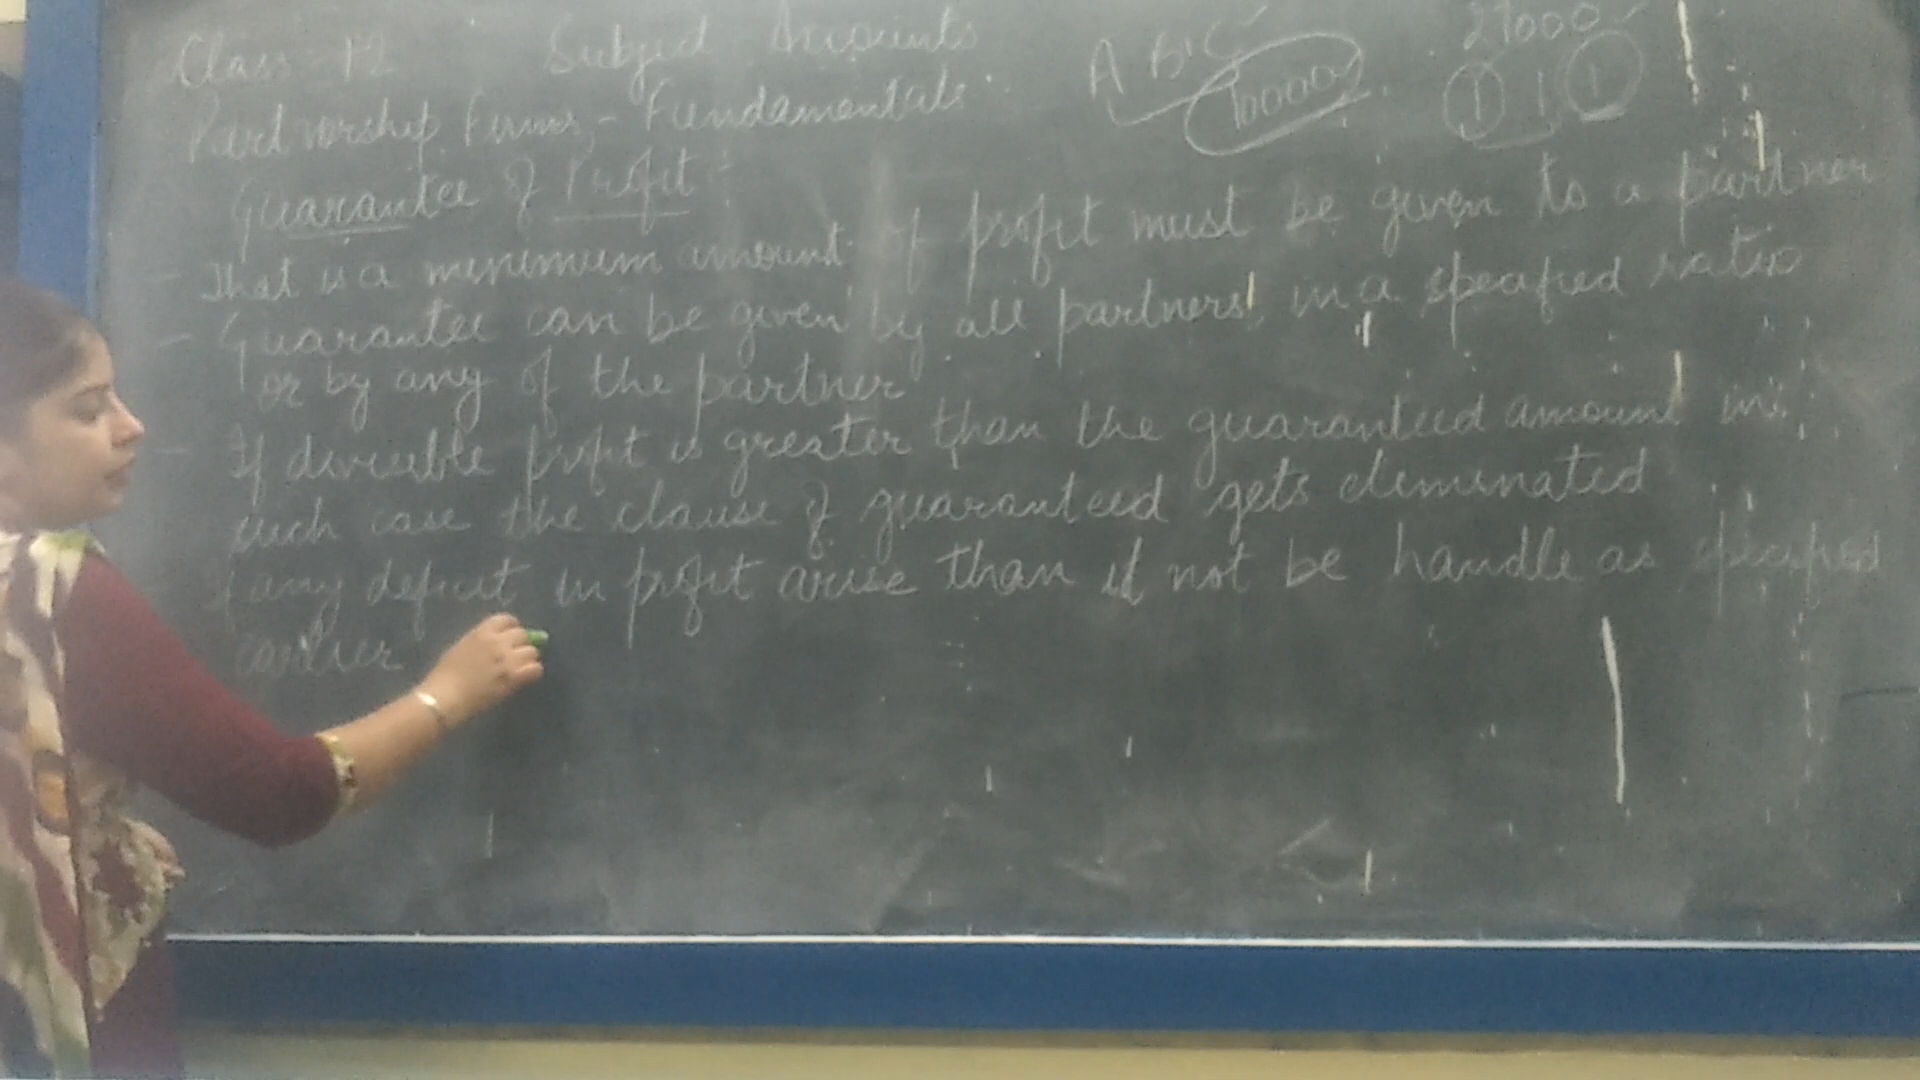 Class - 12 Subject Accounts
Partnership Firms - Fundamentals
A B C 10000
27000
1 1 1
Guarantee of Profit
- That is a minimum amount of profit must be given to a partner
- Guarantee can be given by all partners in a specified ratio
or by any of the partner
- If divisible profit is greater than the guaranteed amount in
such case the clause of guaranteed gets eliminated
If any deficit in profit arise than it not be handle as specified
earlier